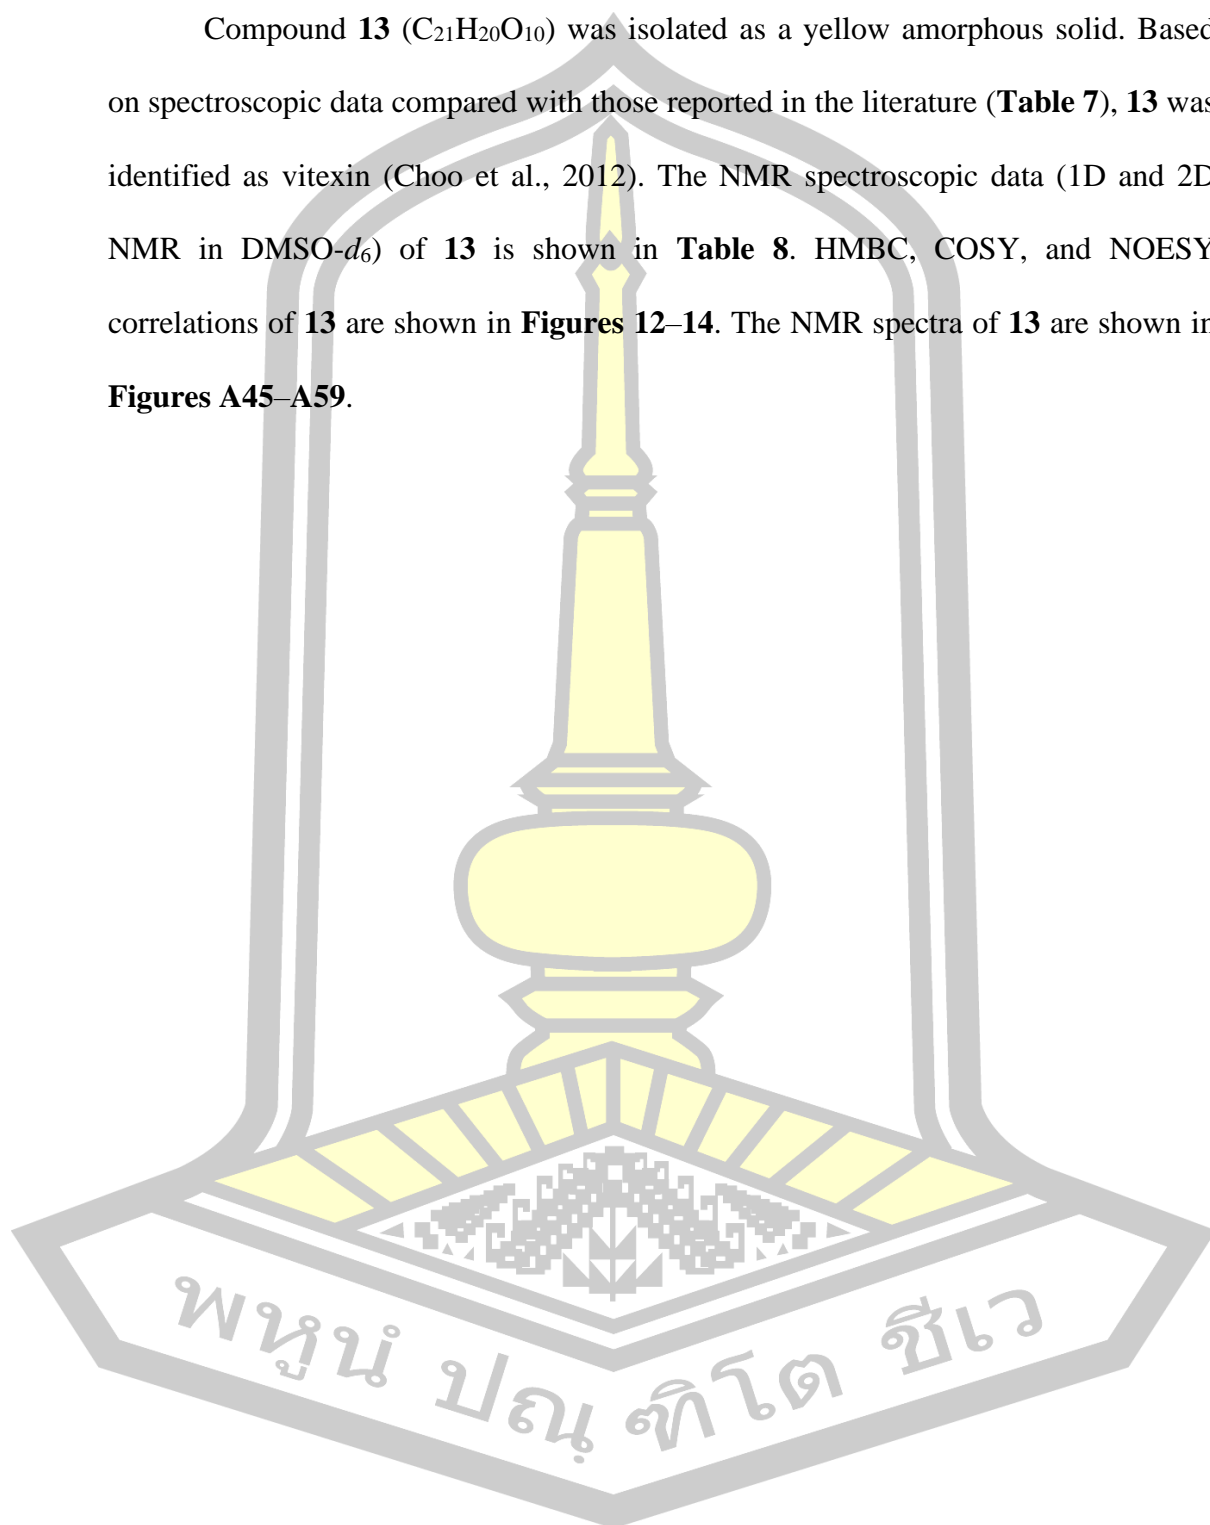 Compound 13 (C₂₁H₂₀O₁₀) was isolated as a yellow amorphous solid. Based
on spectroscopic data compared with those reported in the literature (Table 7), 13 was
identified as vitexin (Choo et al., 2012). The NMR spectroscopic data (1D and 2D
NMR in DMSO-d₆) of 13 is shown in Table 8. HMBC, COSY, and NOESY
correlations of 13 are shown in Figures 12–14. The NMR spectra of 13 are shown in
Figures A45–A59.
พหูนํ ปณฺ ฑิโต ชีเว